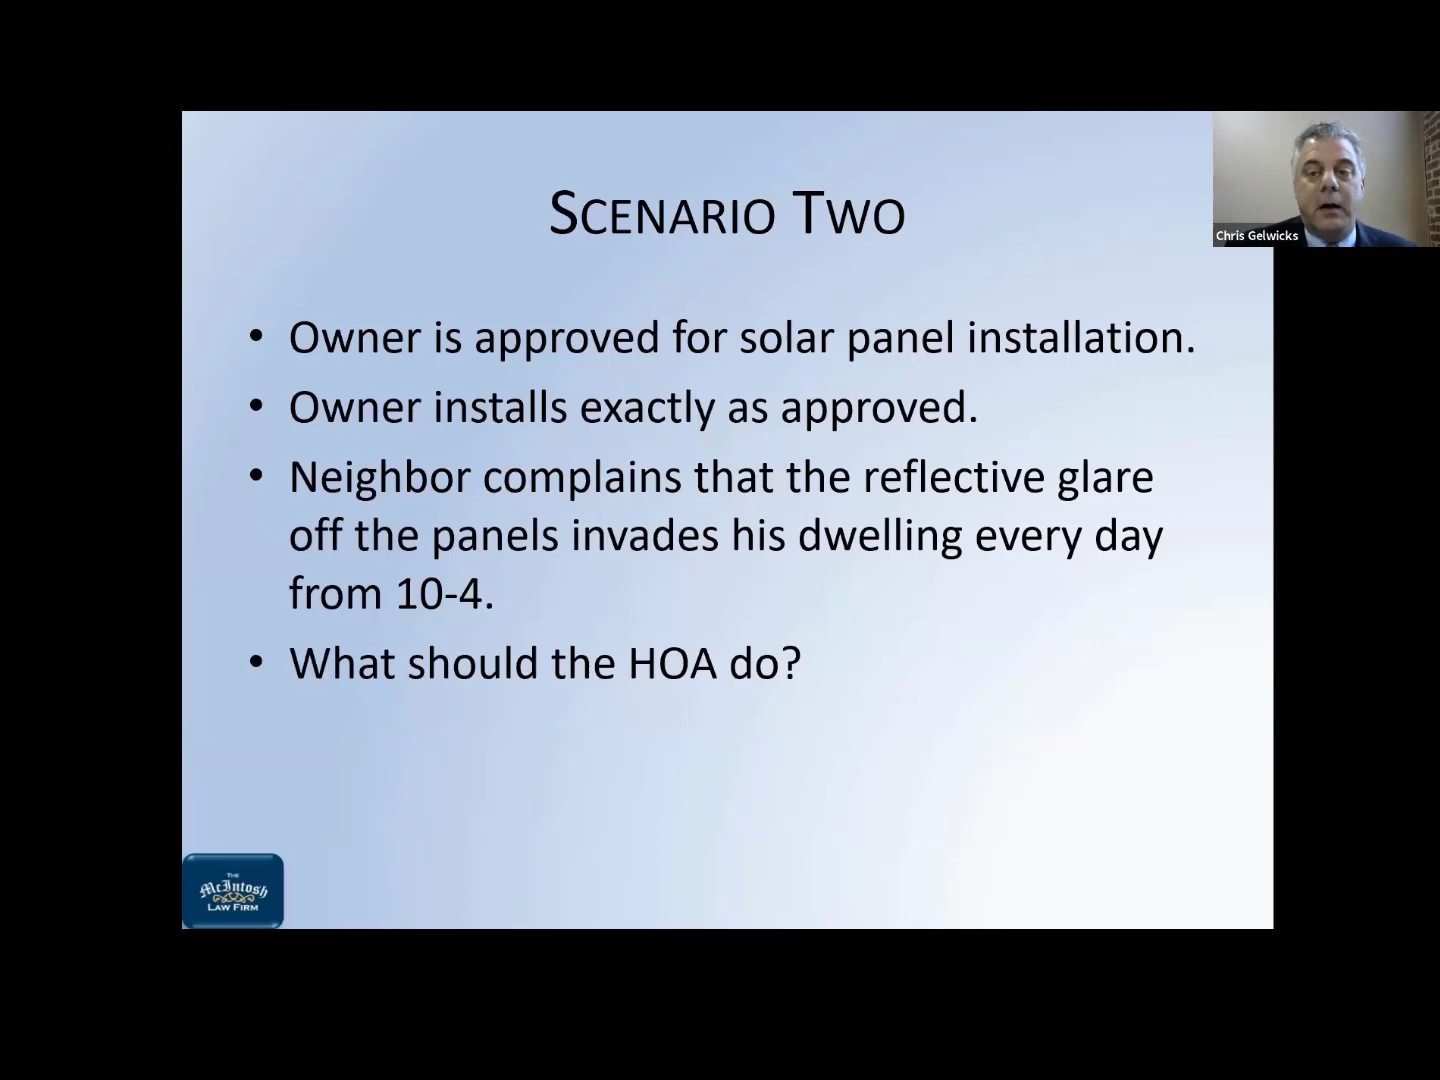 SCENARIO TWO
Chris Gelwicks
• Owner is approved for solar panel installation.
• Owner installs exactly as approved.
• Neighbor complains that the reflective glare
off the panels invades his dwelling every day
from 10-4.
• What should the HOA do?
THE
McIntosh
LAW FIRM